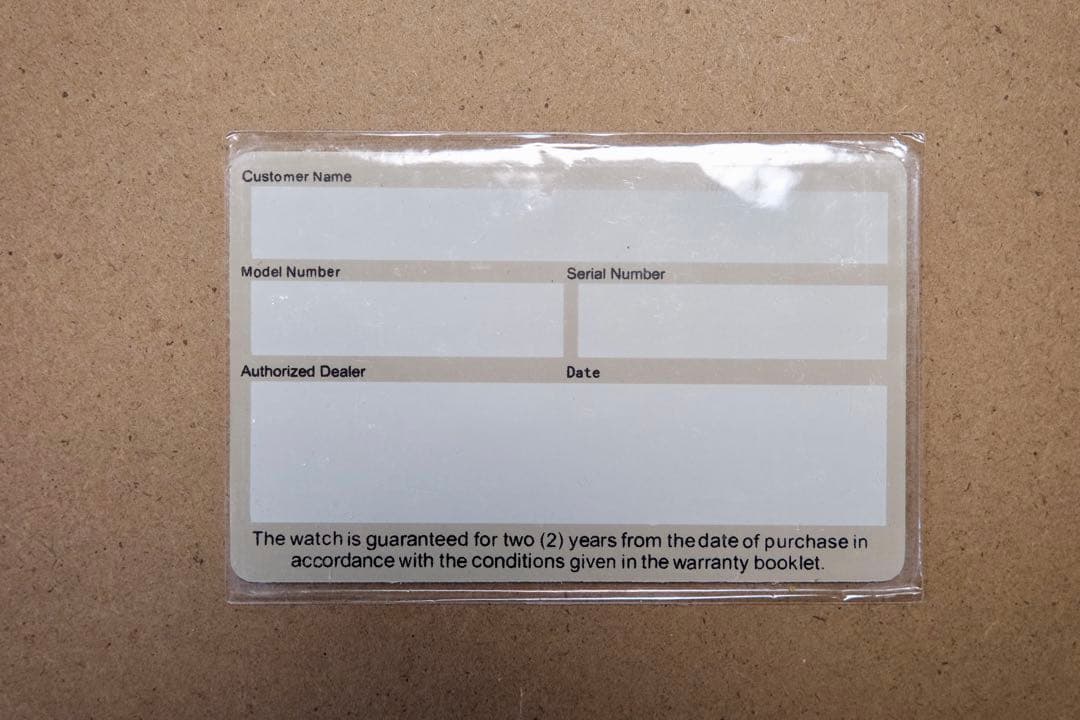 Customer Name
Model Number Serial Number
Authorized Dealer Date
The watch is guaranteed for two (2) years from the date of purchase in
accordance with the conditions given in the warranty booklet.